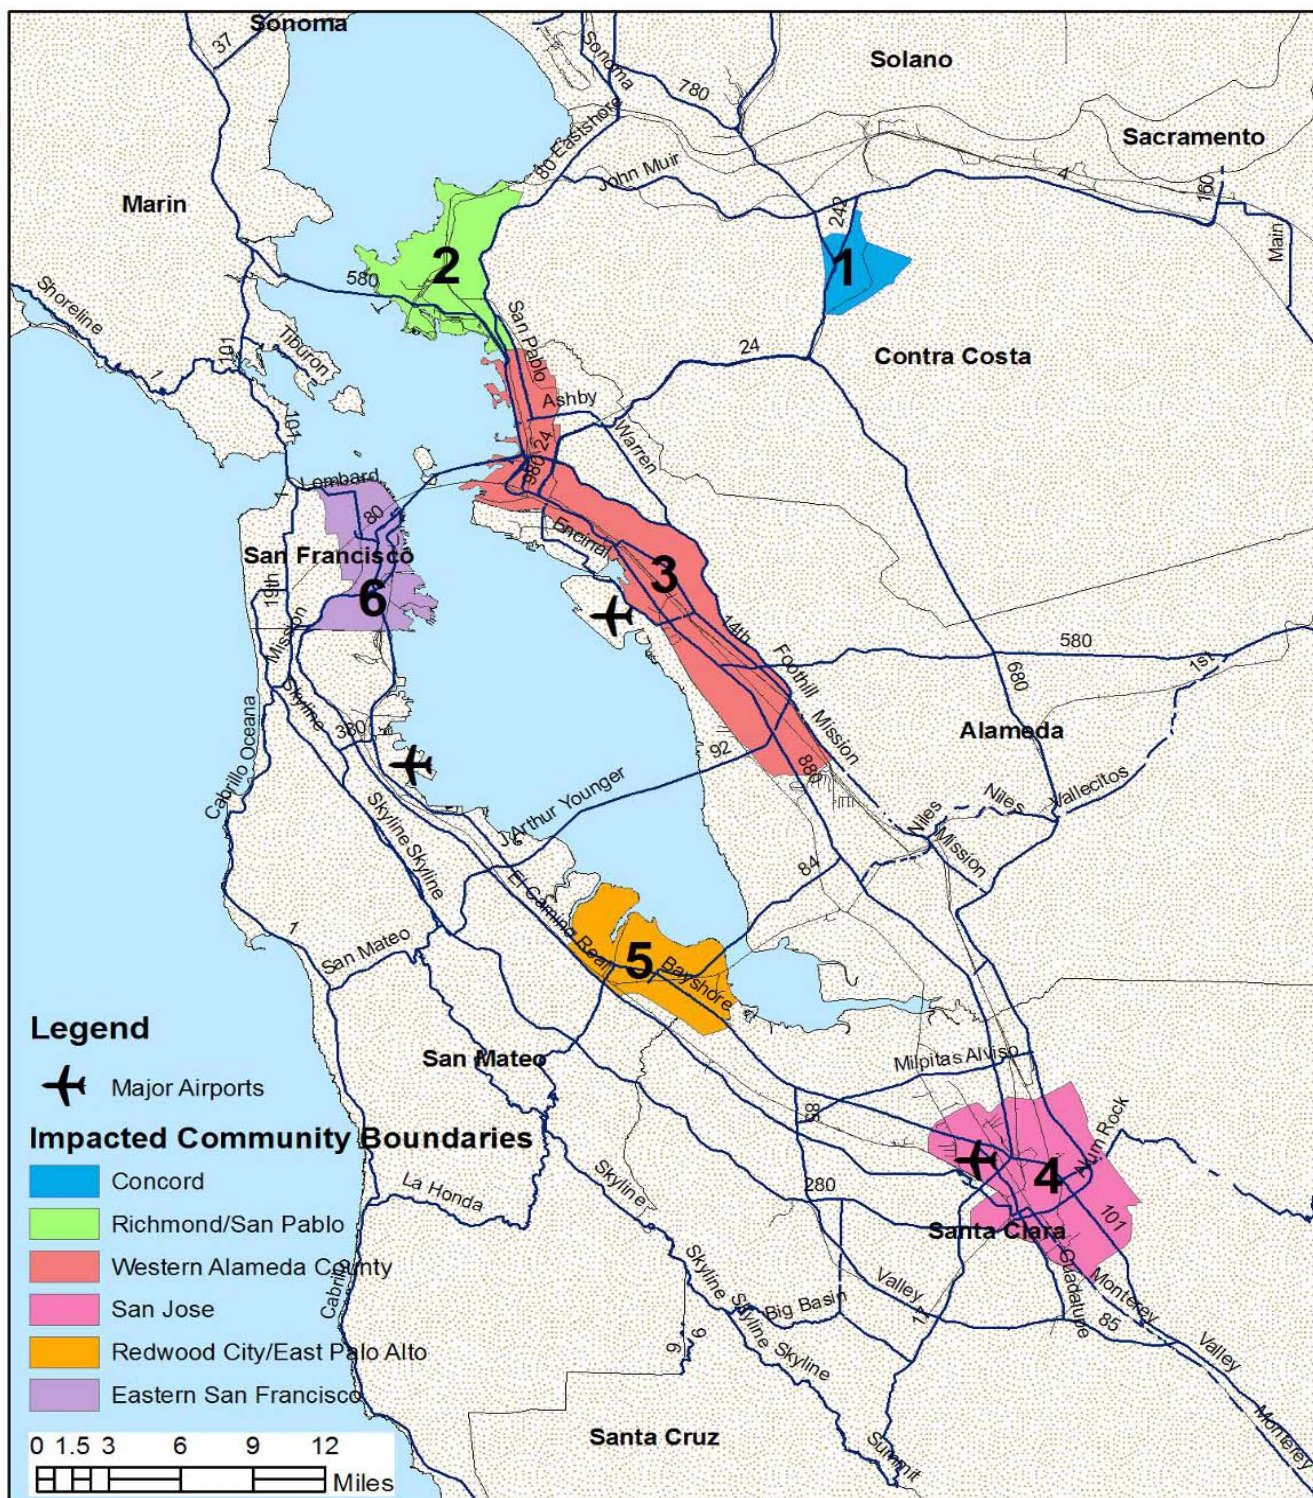 Sonoma
37
Sonoma
Solano
780
80 Eastshore
Sacramento
John Muir
4
160
Marin
242
Main
2
1
580
Shoreline
San Pablo
Tiburon
24
Contra Costa
101
1
Ashby
101
Warren
24
980
Lombard
1
80
Encinal
San Francisco
3
6
19th
14th
Mission
Foothill
580
1st
680
Skyline
Mission
Alameda
380
92
880
Cabrillo Oceana
Vallecitos
Niles
Niles
J Arthur Younger
Skyline
Skyline
Mission
84
El Camino Real
1
San Mateo
5
Bayshore
Legend
San Mateo
Milpitas Alviso
Major Airports
85
Alum Rock
Impacted Community Boundaries
4
Concord
La Honda
Skyline
280
101
Richmond/San Pablo
Santa Clara
Western Alameda County
Cabrillo
Skyline
Guadalupe
Valley
Monterey
San Jose
Skyline
Big Basin
17
85
9
9
Skyline
Valley
Redwood City/East Palo Alto
Eastern San Francisco
Monterey
Santa Cruz
Summit
0 1.5 3 6 9 12
Miles